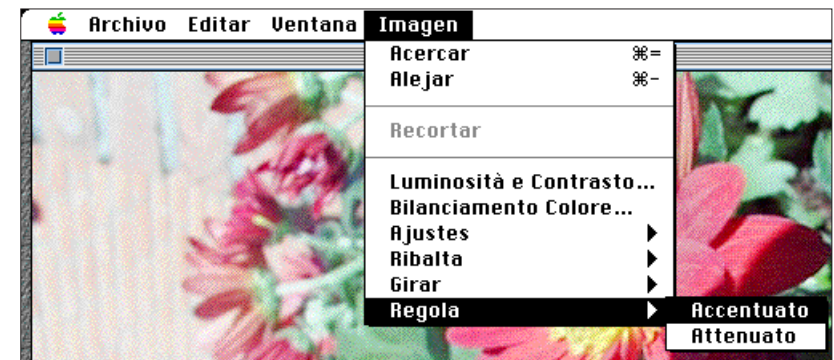 Archivo Editar Ventana Imagen
Acercar ⌘=
Alejar ⌘-
Recortar
Luminosità e Contrasto...
Bilanciamento Colore...
Ajustes
Ribalta
Girar
Regola
Accentuato
Attenuato